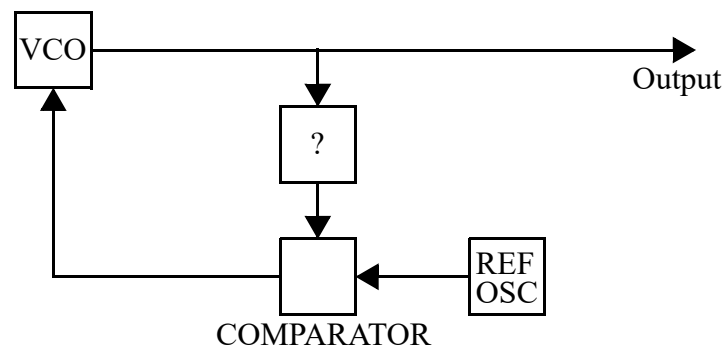 VCO
Output
?
REF
OSC
COMPARATOR